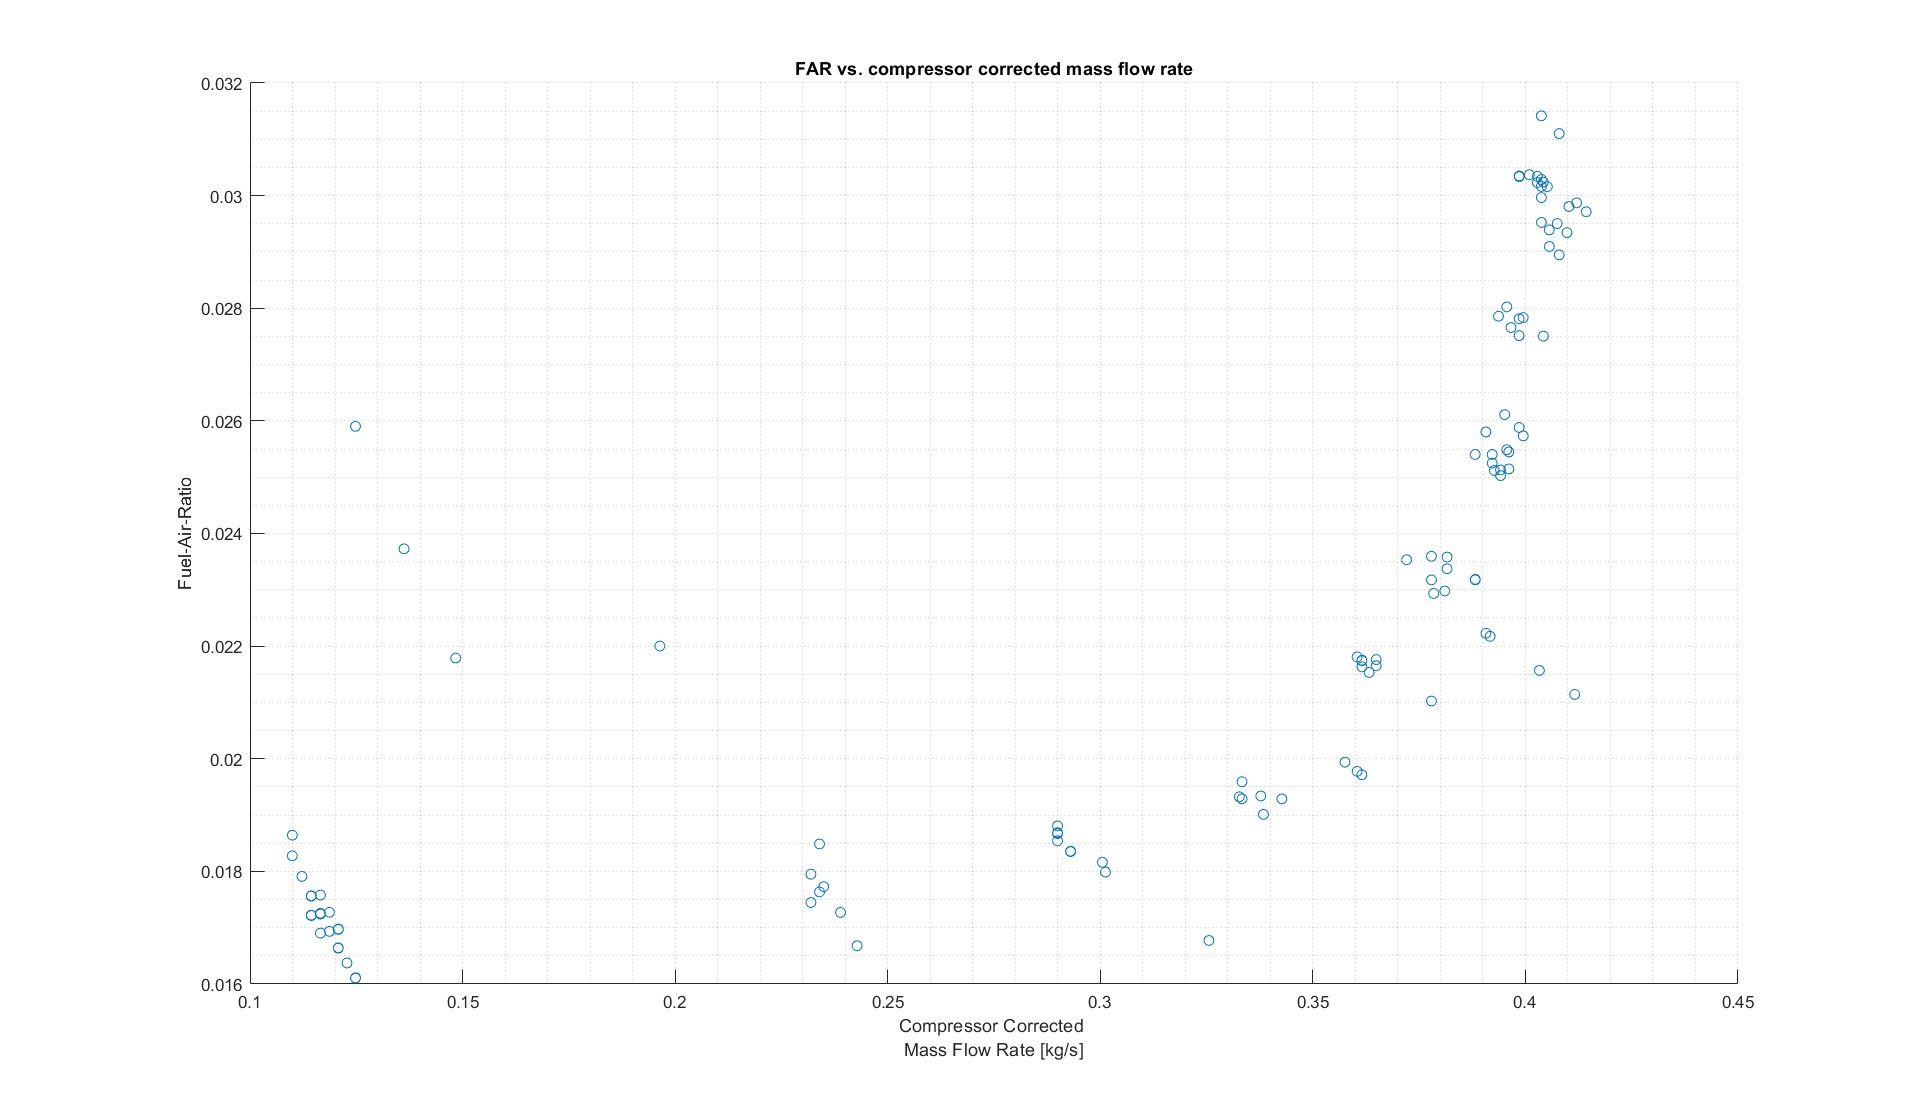 FAR vs. compressor corrected mass flow rate
0.032
0.03
0.028
0.026
0.024
0.022
0.02
0.018
0.016
Fuel-Air-Ratio
0.1 0.15 0.2 0.25 0.3 0.35 0.4 0.45
Compressor Corrected
Mass Flow Rate [kg/s]